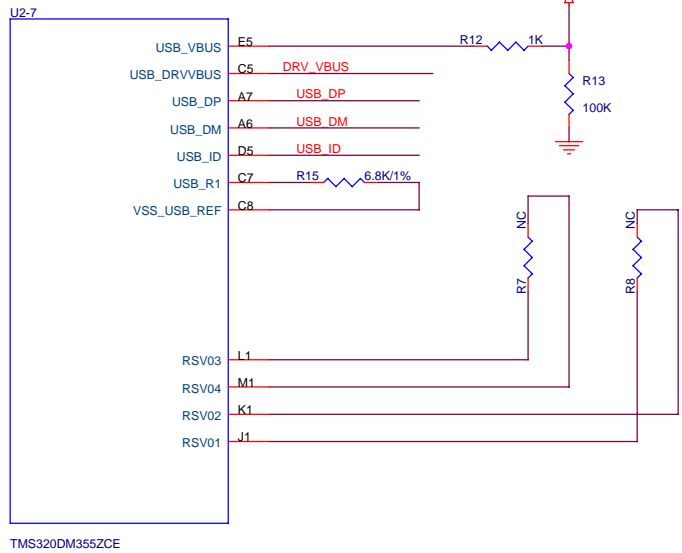 U2-7
USB_VBUS E5 R12 1K
USB_DRVVBUS C5 DRV_VBUS
R13
100K
USB_DP A7 USB_DP
USB_DM A6 USB_DM
USB_ID D5 USB_ID
USB_R1 C7 R15 6.8K/1%
VSS_USB_REF C8
NC
R7
NC
R8
RSV03 L1
RSV04 M1
RSV02 K1
RSV01 J1
TMS320DM355ZCE